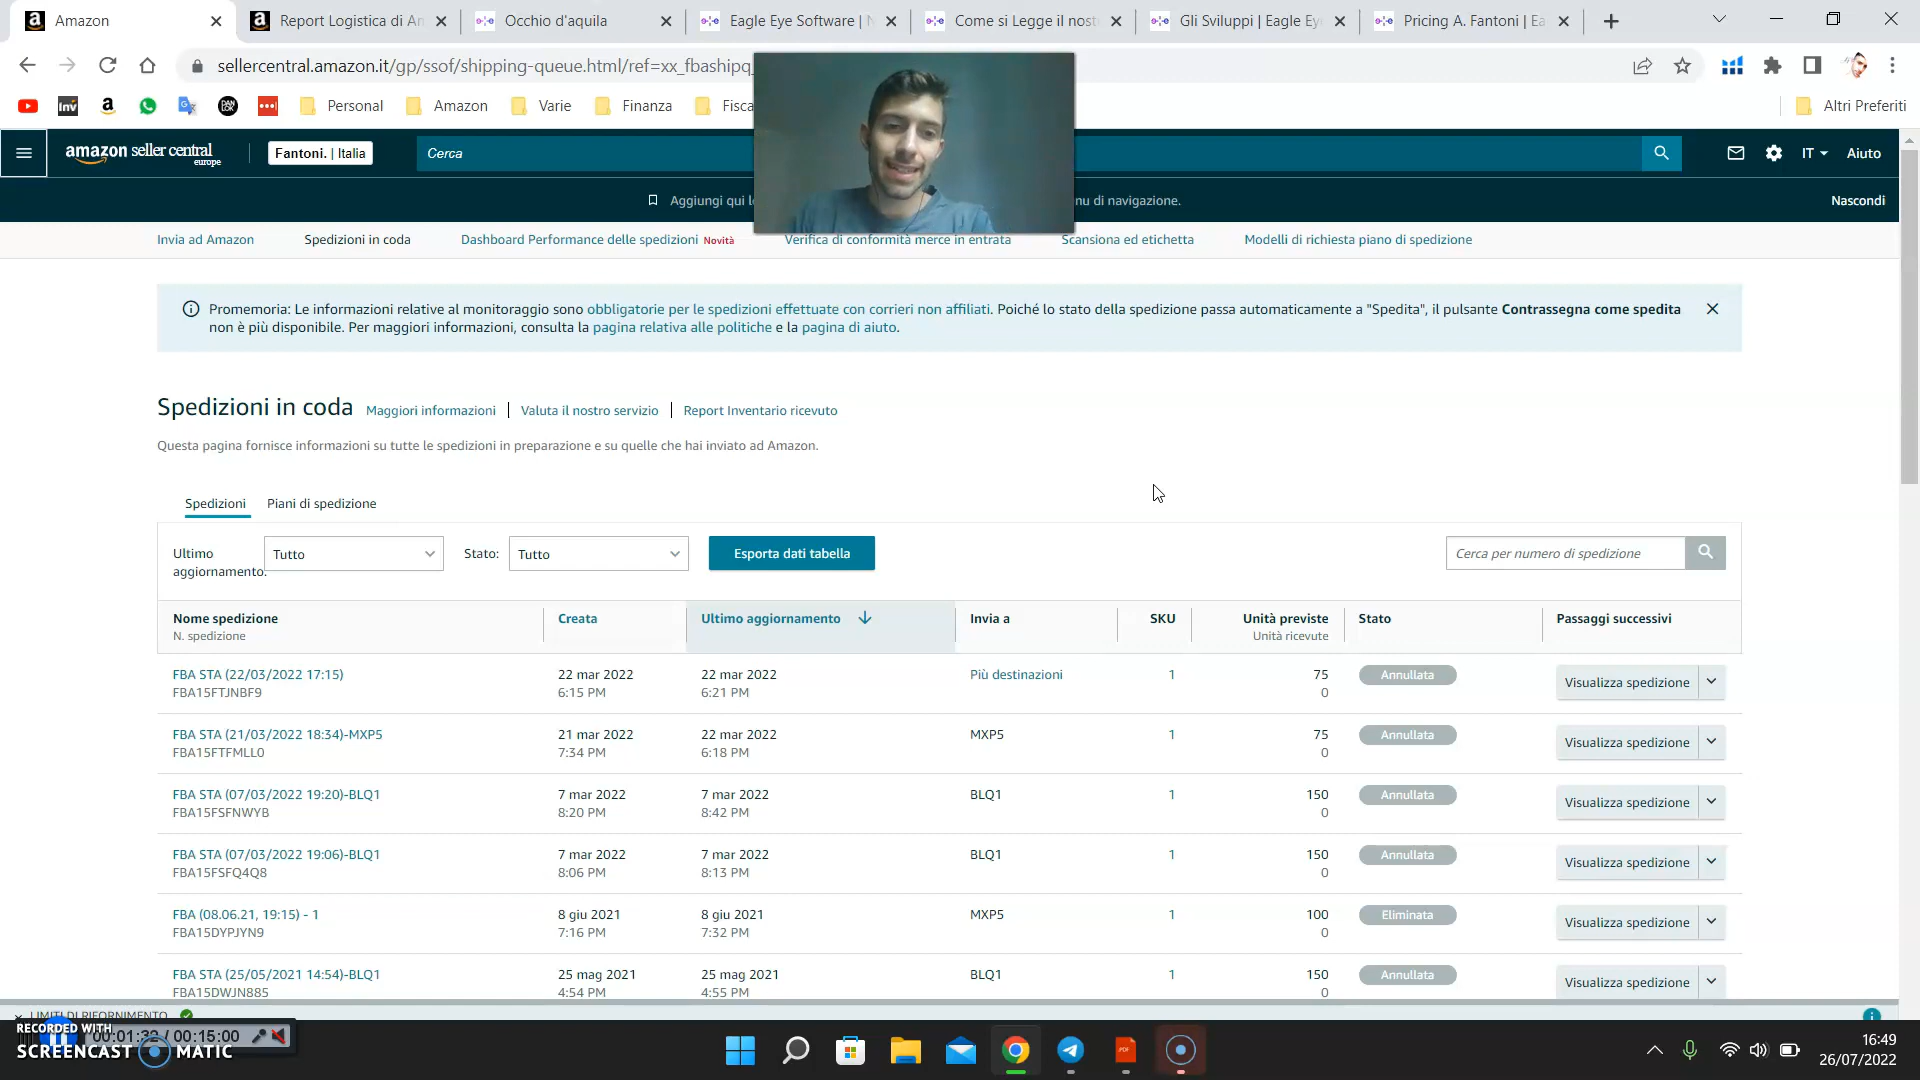 Amazon
Report Logistica di An
Occhio d'aquila
Eagle Eye Software | N
Come si Legge il nost
Gli Sviluppi | Eagle Ey
Pricing A. Fantoni | Ea
sellercentral.amazon.it/gp/ssof/shipping-queue.html/ref=xx_fbashipq_
Inv
Personal
Amazon
Varie
Finanza
Fisca
Altri Preferiti
amazon seller central
europe
Fantoni. | Italia
Cerca
IT
Aiuto
Aggiungi qui l
nu di navigazione.
Nascondi
Invia ad Amazon
Spedizioni in coda
Dashboard Performance delle spedizioni Novità
Verifica di conformità merce in entrata
Scansiona ed etichetta
Modelli di richiesta piano di spedizione
Promemoria: Le informazioni relative al monitoraggio sono obbligatorie per le spedizioni effettuate con corrieri non affiliati. Poiché lo stato della spedizione passa automaticamente a "Spedita", il pulsante Contrassegna come spedita
non è più disponibile. Per maggiori informazioni, consulta la pagina relativa alle politiche e la pagina di aiuto.
Spedizioni in coda Maggiori informazioni | Valuta il nostro servizio | Report Inventario ricevuto
Questa pagina fornisce informazioni su tutte le spedizioni in preparazione e su quelle che hai inviato ad Amazon.
Spedizioni Piani di spedizione
Ultimo
aggiornamento:
Tutto
Stato:
Tutto
Esporta dati tabella
Cerca per numero di spedizione
Nome spedizione
N. spedizione
Creata
Ultimo aggiornamento
Invia a
SKU
Unità previste
Unità ricevute
Stato
Passaggi successivi
FBA STA (22/03/2022 17:15) 22 mar 2022 22 mar 2022 Più destinazioni 1 75 Annullata Visualizza spedizione
FBA15FTJNBF9 6:15 PM 6:21 PM 0
FBA STA (21/03/2022 18:34)-MXP5 21 mar 2022 22 mar 2022 MXP5 1 75 Annullata Visualizza spedizione
FBA15FTFMLL0 7:34 PM 6:18 PM 0
FBA STA (07/03/2022 19:20)-BLQ1 7 mar 2022 7 mar 2022 BLQ1 1 150 Annullata Visualizza spedizione
FBA15FSFNWYB 8:20 PM 8:42 PM 0
FBA STA (07/03/2022 19:06)-BLQ1 7 mar 2022 7 mar 2022 BLQ1 1 150 Annullata Visualizza spedizione
FBA15FSFQ4Q8 8:06 PM 8:13 PM 0
FBA (08.06.21, 19:15) - 1 8 giu 2021 8 giu 2021 MXP5 1 100 Eliminata Visualizza spedizione
FBA15DYPJYN9 7:16 PM 7:32 PM 0
FBA STA (25/05/2021 14:54)-BLQ1 25 mag 2021 25 mag 2021 BLQ1 1 150 Annullata Visualizza spedizione
FBA15DWJN885 4:54 PM 4:55 PM 0
LIMITI DI RIFORNIMENTO
RECORDED WITH
/ 00:15:00
SCREENCAST MATIC
PDF
16:49
26/07/2022